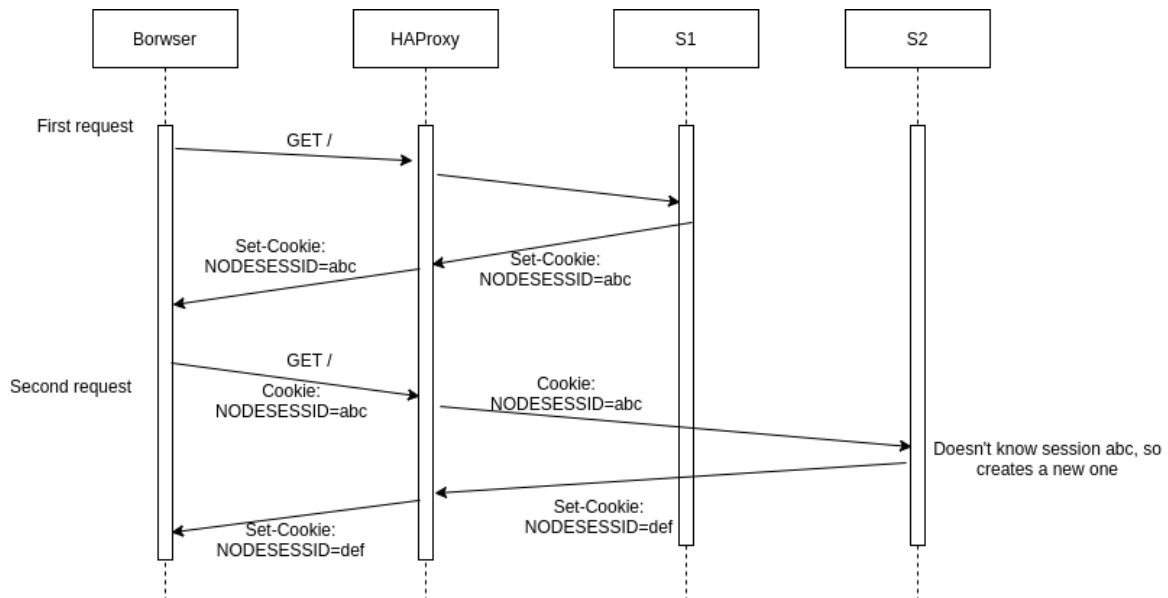 Borwser
HAProxy
S1
S2
First request
GET /
Set-Cookie:
NODESESSID=abc
Set-Cookie:
NODESESSID=abc
GET /
Second request
Cookie:
NODESESSID=abc
Cookie:
NODESESSID=abc
Doesn't know session abc, so
creates a new one
Set-Cookie:
NODESESSID=def
Set-Cookie:
NODESESSID=def